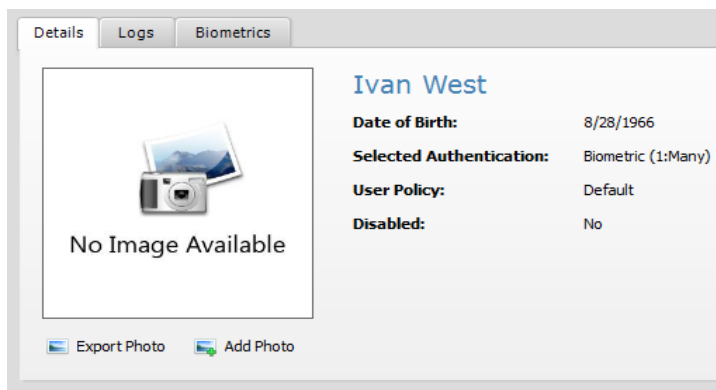 Details Logs Biometrics
Ivan West
Date of Birth: 8/28/1966
Selected Authentication: Biometric (1:Many)
User Policy: Default
Disabled: No
No Image Available
Export Photo Add Photo